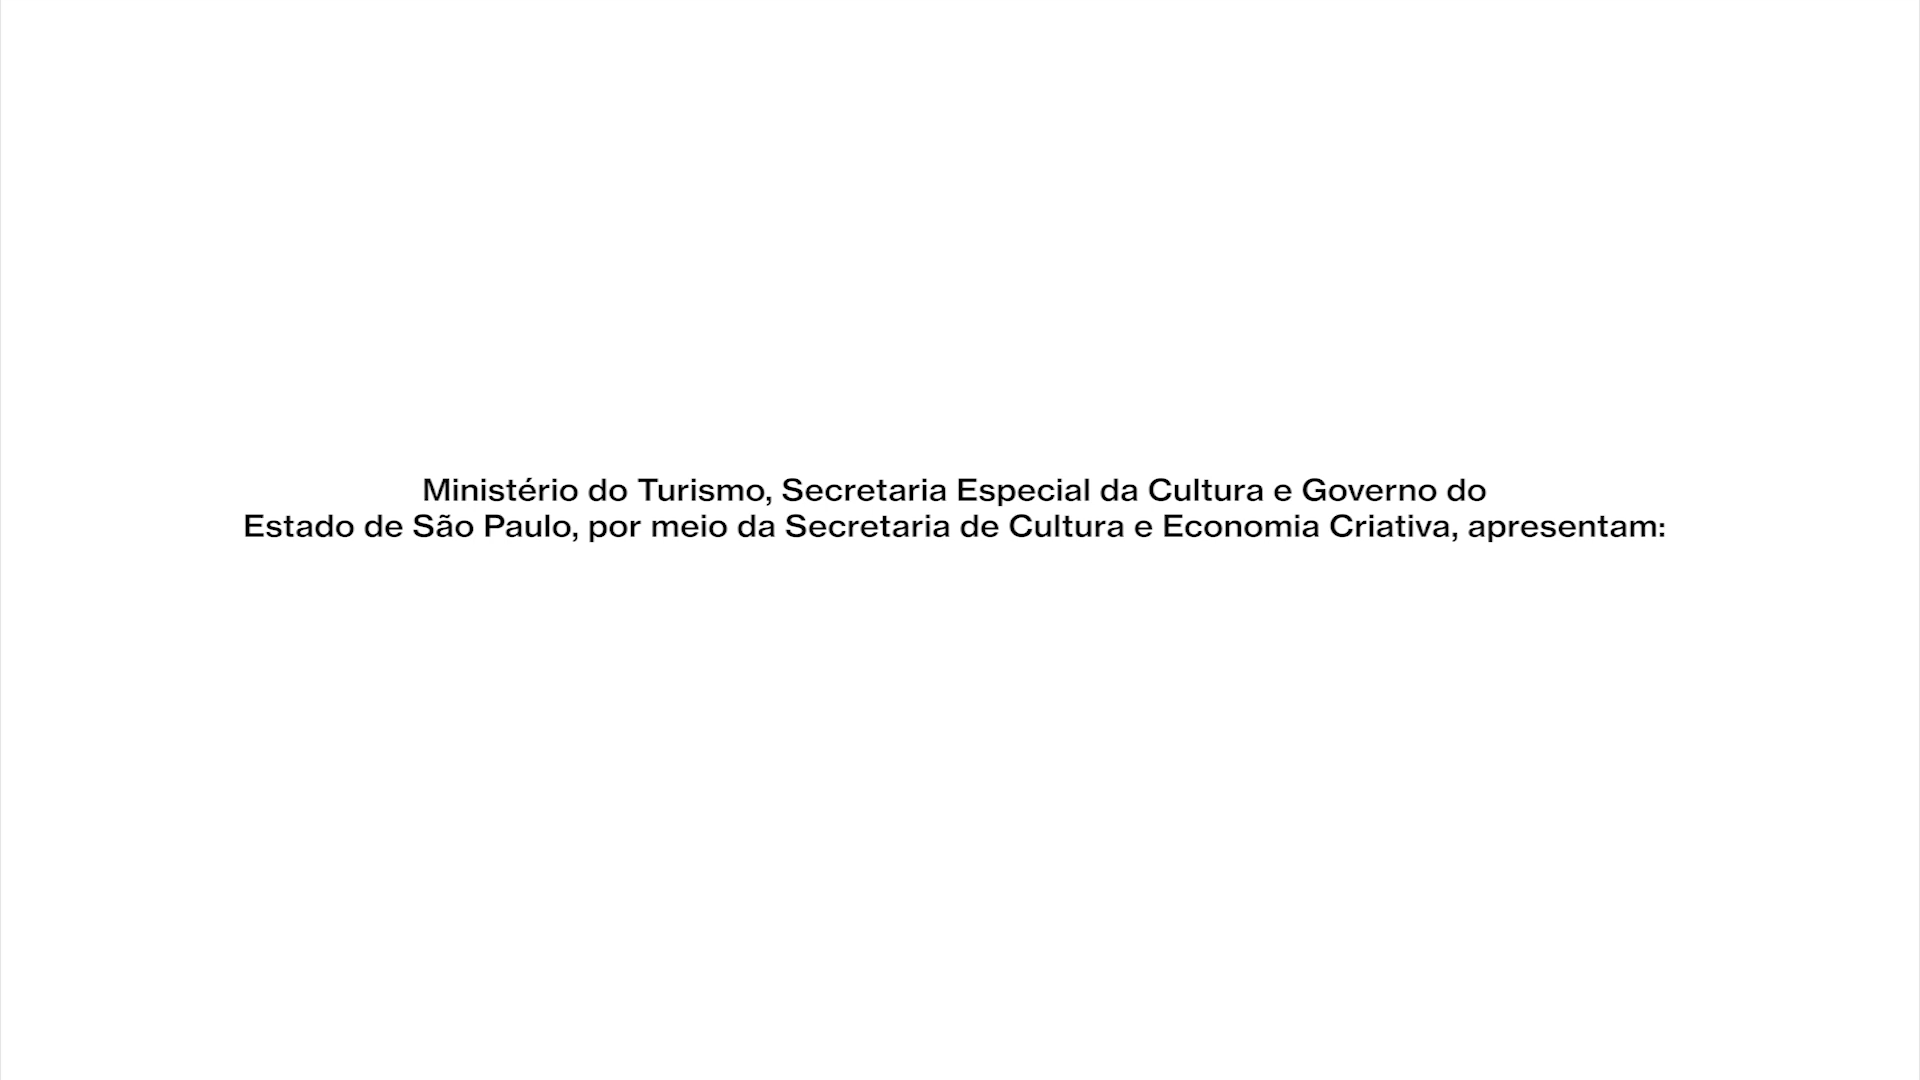 Ministério do Turismo, Secretaria Especial da Cultura e Governo do
Estado de São Paulo, por meio da Secretaria de Cultura e Economia Criativa, apresentam: